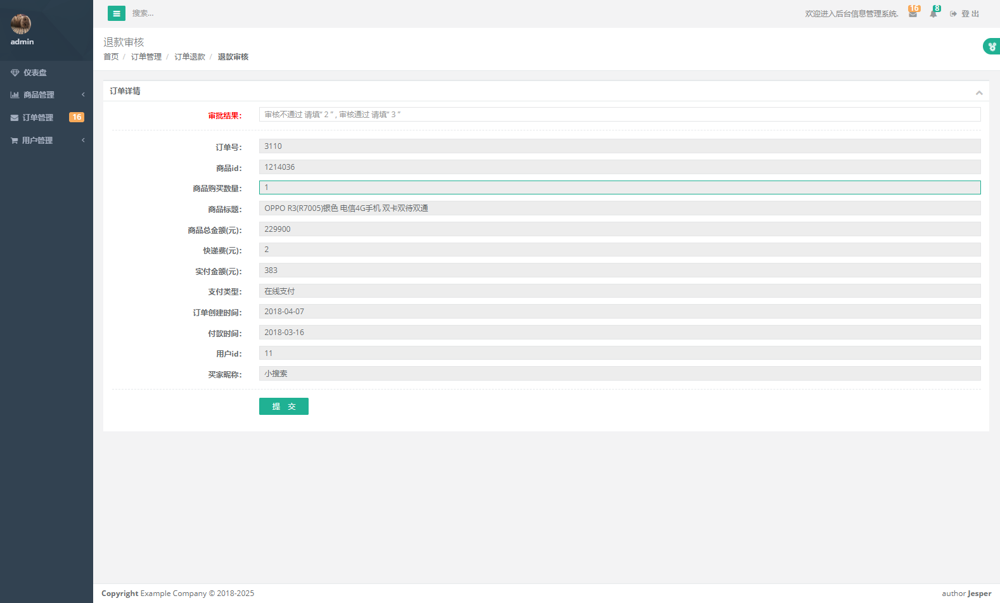 admin
仪表盘
商品管理
订单管理 16
用户管理
搜索...
欢迎进入后台信息管理系统. 16 8 登 出
退款审核
首页 / 订单管理 / 订单退款 / 退款审核
订单详情
审批结果： 审核不通过 请填“ 2 ” , 审核通过 请填“ 3 ”
订单号： 3110
商品id： 1214036
商品购买数量： 1
商品标题： OPPO R3(R7005)银色 电信4G手机 双卡双待双通
商品总金额(元)： 229900
快递费(元)： 2
实付金额(元)： 383
支付类型： 在线支付
订单创建时间： 2018-04-07
付款时间： 2018-03-16
用户id： 11
买家昵称： 小搜索
提 交
Copyright Example Company © 2018-2025
author Jesper